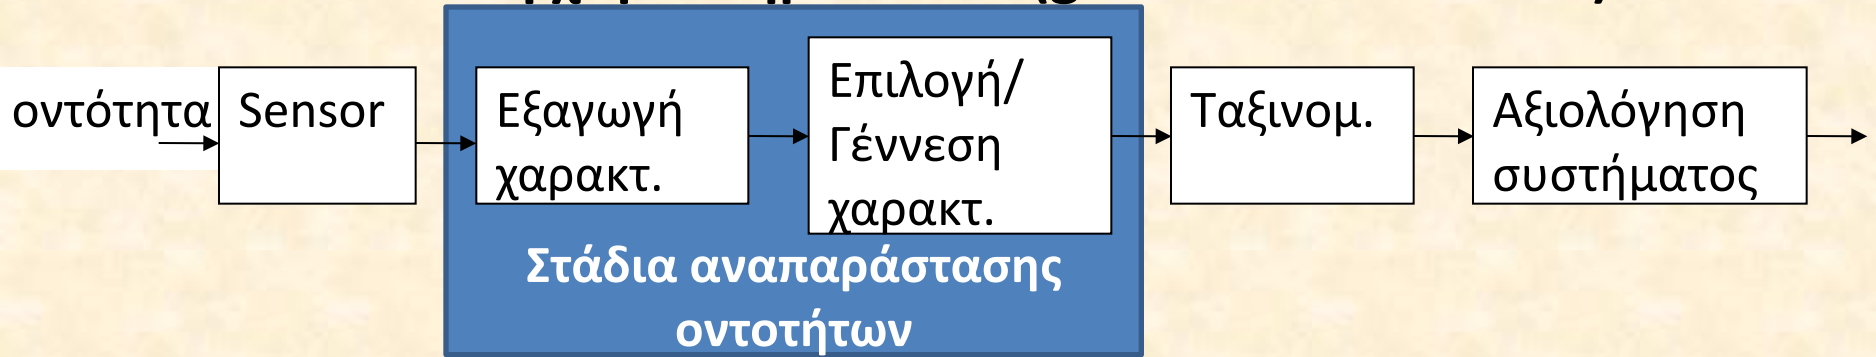 οντότητα
Sensor
Εξαγωγή
χαρακτ.
Επιλογή/
Γέννεση
χαρακτ.
Ταξινομ.
Αξιολόγηση
συστήματος
Στάδια αναπαράστασης
οντοτήτων